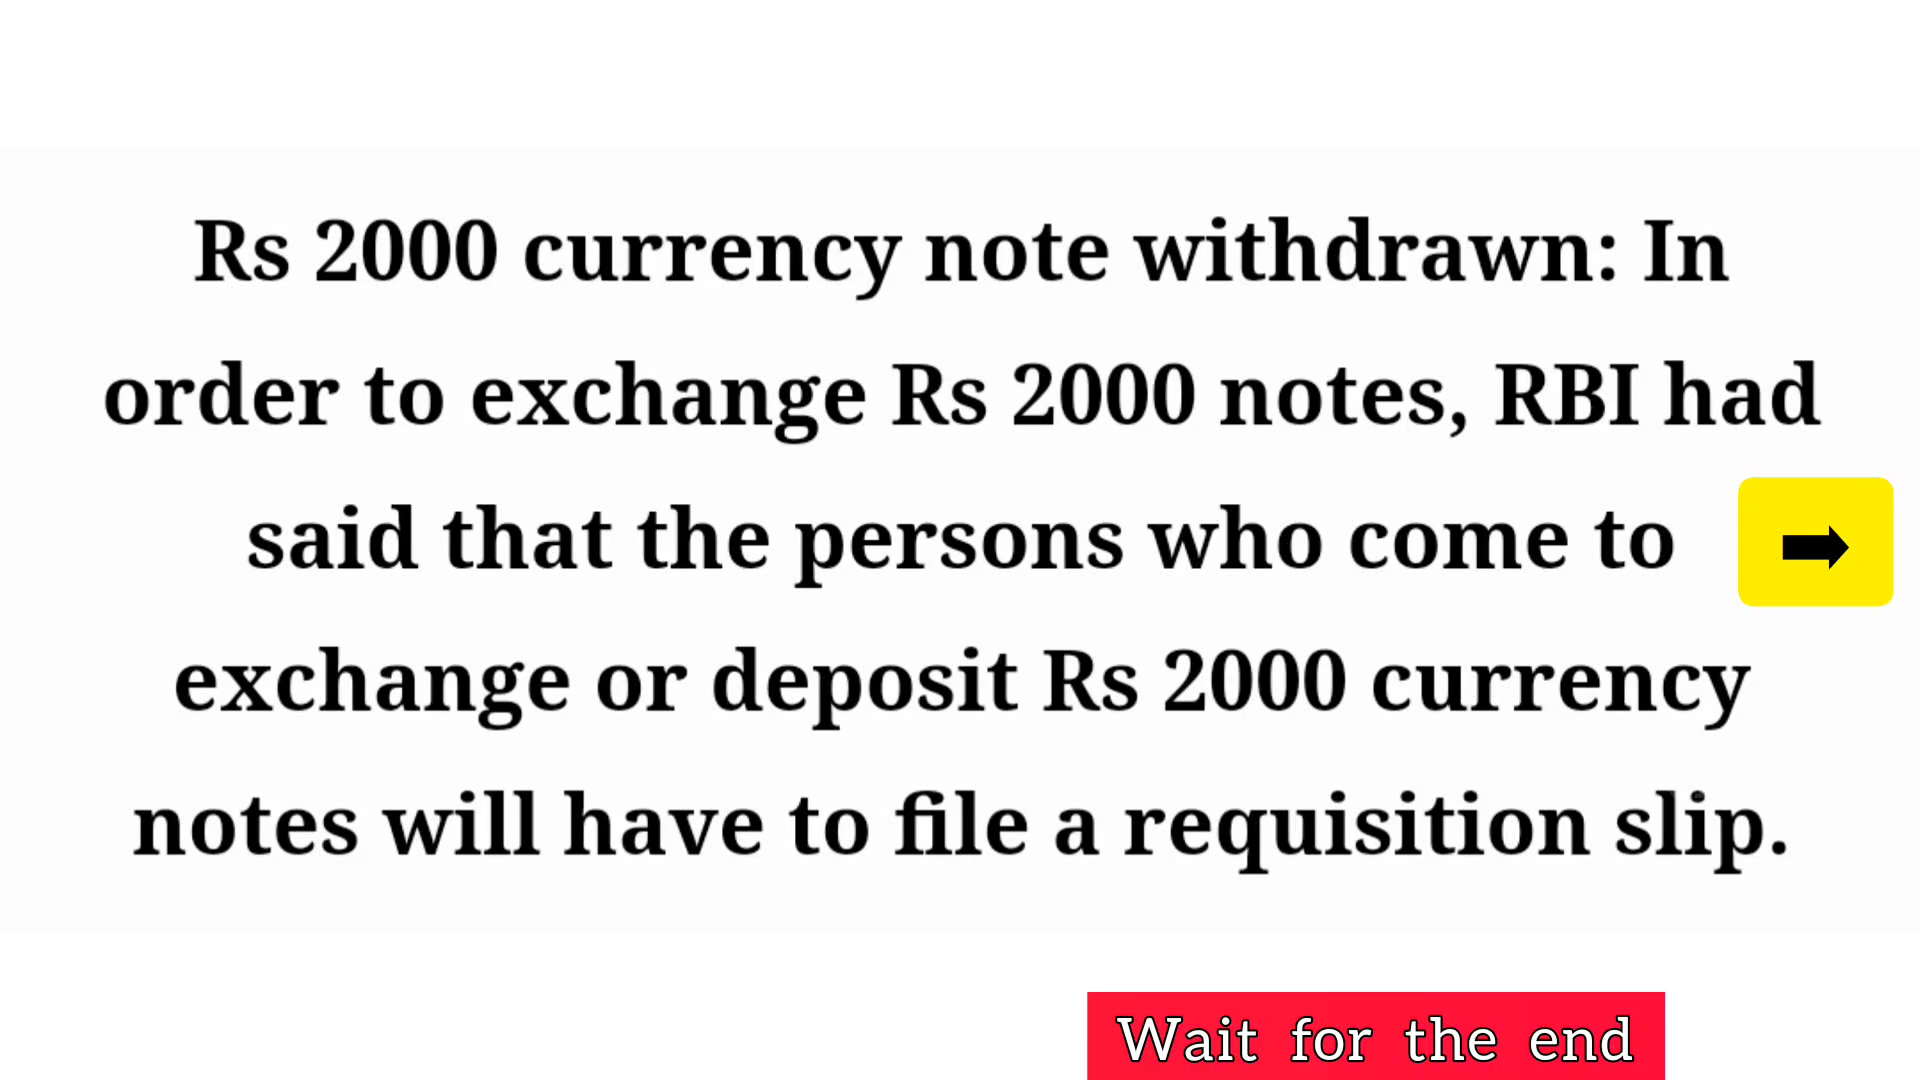 Rs 2000 currency note withdrawn: In
order to exchange Rs 2000 notes, RBI had
said that the persons who come to
exchange or deposit Rs 2000 currency
notes will have to file a requisition slip.
Wait for the end